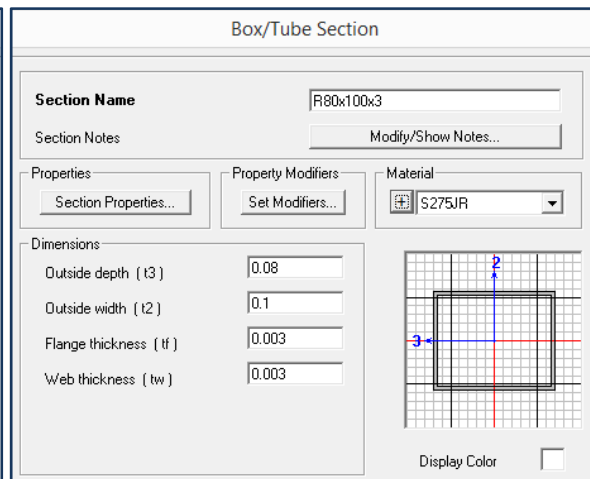 Box/Tube Section
Section Name R80x100x3
Section Notes Modify/Show Notes...
Properties Property Modifiers Material
Section Properties... Set Modifiers... + S275JR
Dimensions
Outside depth ( t3 ) 0.08
Outside width ( t2 ) 0.1
Flange thickness ( tf ) 0.003
Web thickness ( tw ) 0.003
2
3
Display Color